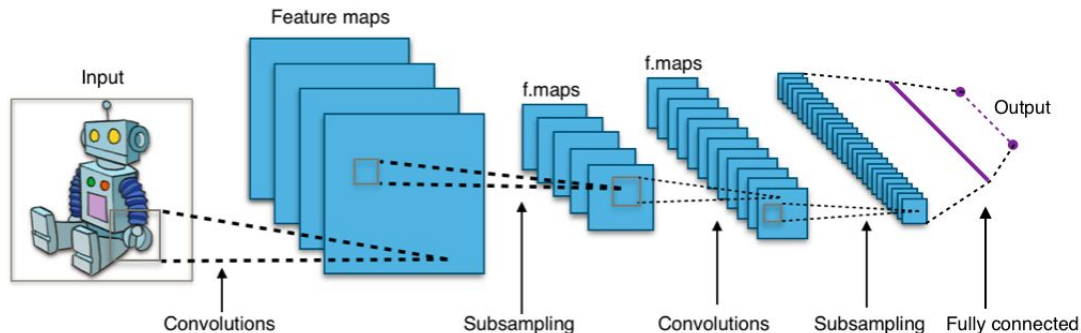 Feature maps
Input
f.maps
f.maps
Output
Convolutions
Subsampling
Convolutions
Subsampling
Fully connected